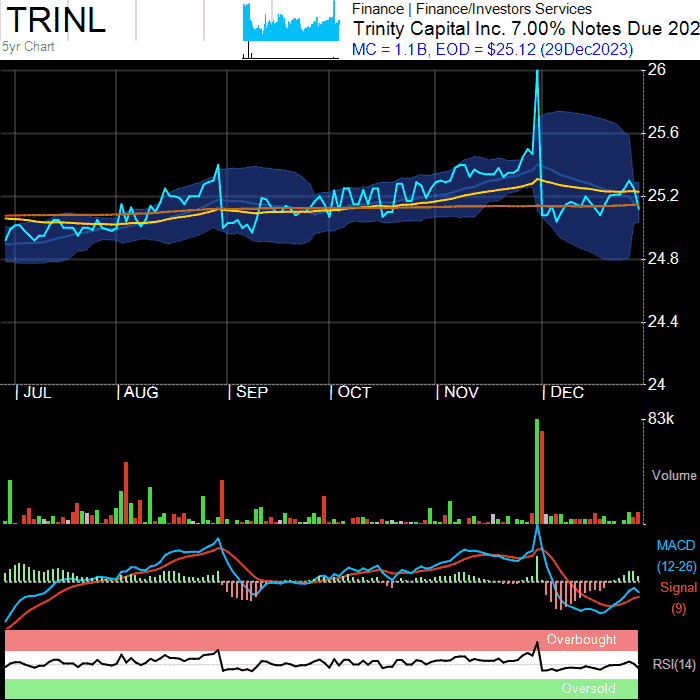 TRINL
5yr Chart
Finance | Finance/Investors Services
Trinity Capital Inc. 7.00% Notes Due 202
MC = 1.1B, EOD = $25.12 (29Dec2023)
26
25.6
25.2
24.8
24.4
24
JUL AUG SEP OCT NOV DEC
83k
Volume
MACD
(12-26)
Signal
(9)
Overbought
RSI(14)
Oversold